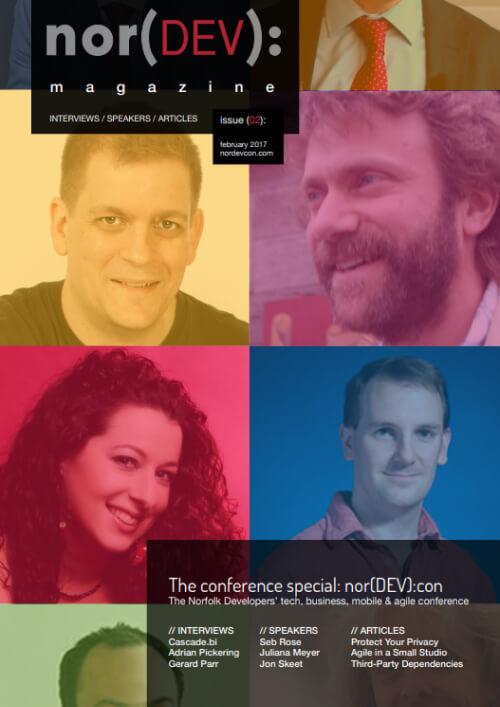 nor(DEV):
magazine
INTERVIEWS / SPEAKERS / ARTICLES
issue (02):
february 2017
nordevcon.com
The conference special: nor(DEV):con
The Norfolk Developers' tech, business, mobile & agile conference
// INTERVIEWS
Cascade.bi
Adrian Pickering
Gerard Parr
// SPEAKERS
Seb Rose
Juliana Meyer
Jon Skeet
// ARTICLES
Protect Your Privacy
Agile in a Small Studio
Third-Party Dependencies